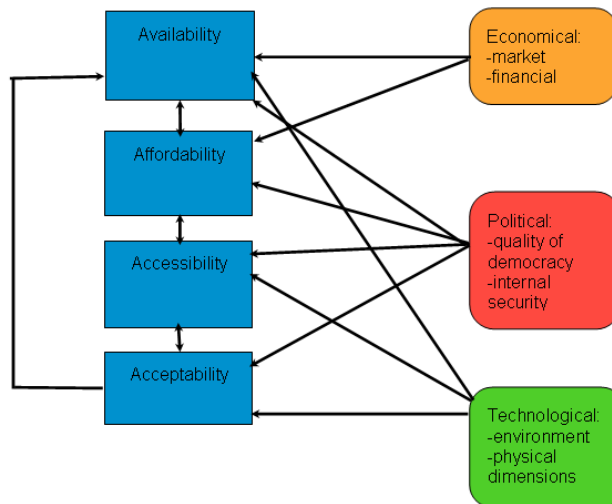 Availability
Affordability
Accessibility
Acceptability
Economical:
-market
-financial
Political:
-quality of
democracy
-internal
security
Technological:
-environment
-physical
dimensions